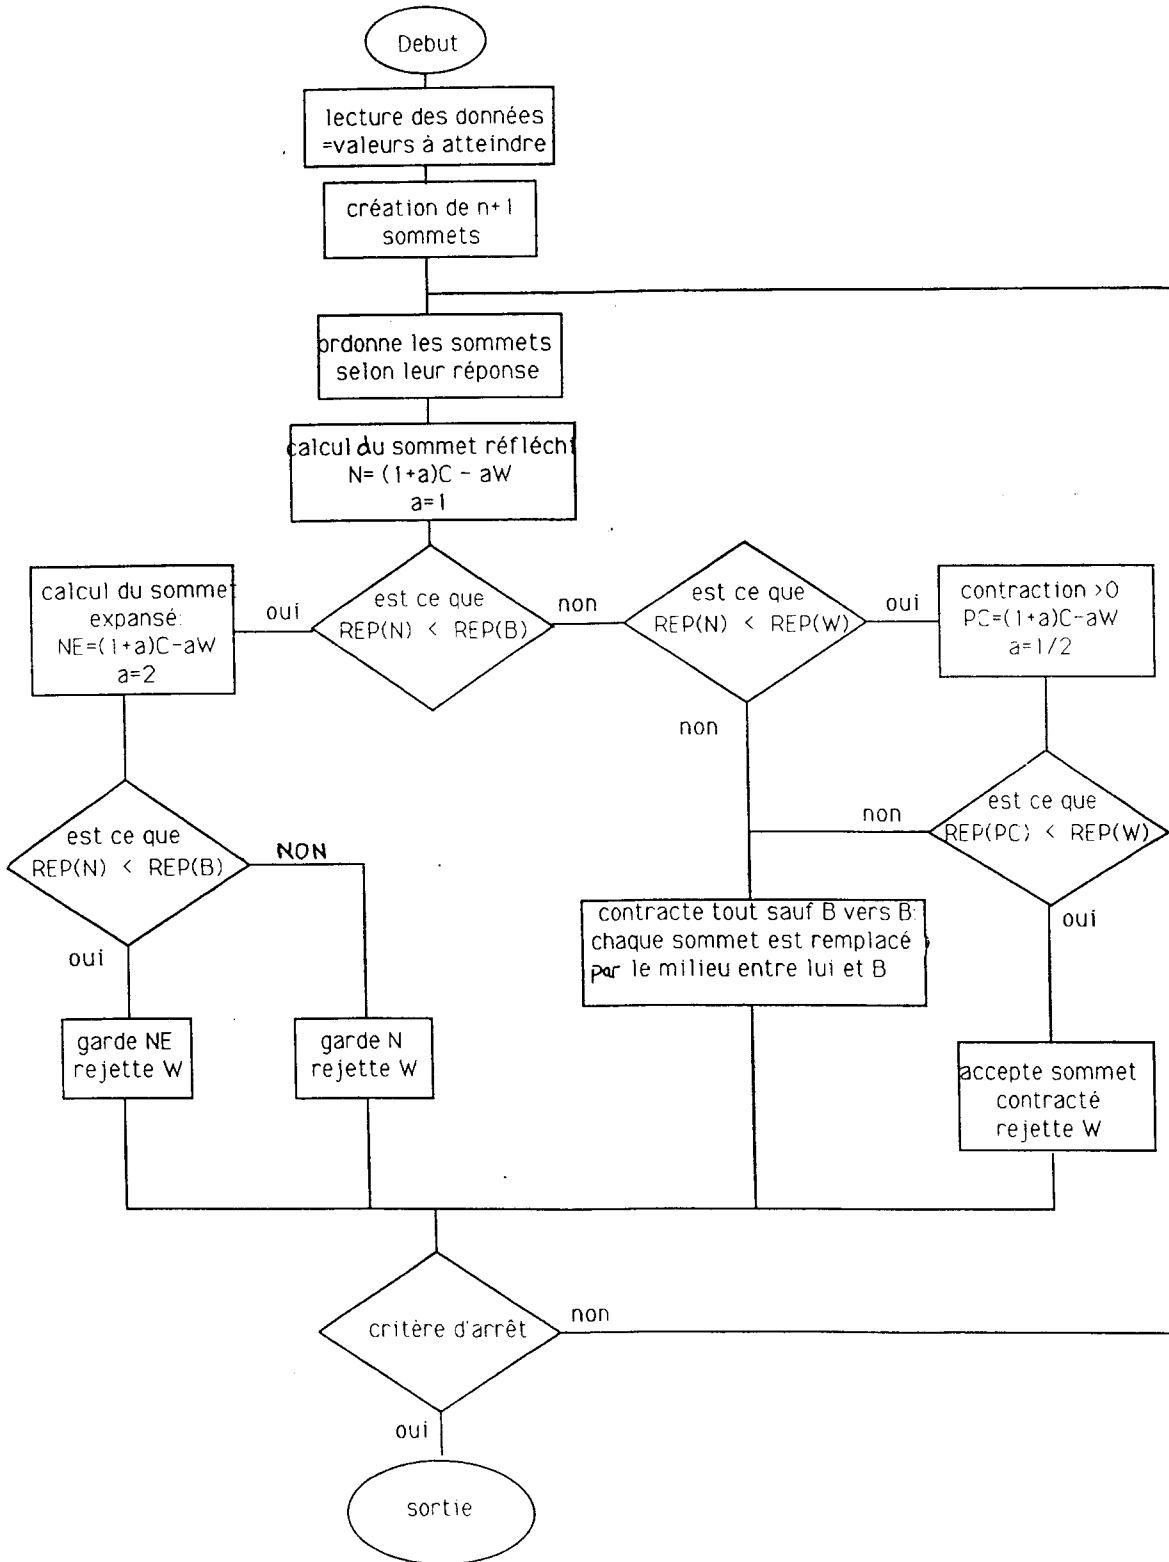 Debut
lecture des données
=valeurs à atteindre
création de n+1
sommets
ordonne les sommets
selon leur réponse
calcul du sommet réfléchi
N= (1+a)C - aW
a=1
calcul du sommet
expansé:
NE=(1+a)C-aW
a=2
oui
est ce que
REP(N) < REP(B)
non
est ce que
REP(N) < REP(W)
oui
contraction >0
PC=(1+a)C-aW
a=1/2
non
est ce que
REP(N) < REP(B)
NON
oui
non
est ce que
REP(PC) < REP(W)
oui
contracte tout sauf B vers B:
chaque sommet est remplacé
par le milieu entre lui et B
garde NE
rejette W
garde N
rejette W
accepte sommet
contracté
rejette W
critère d'arrêt
non
oui
sortie